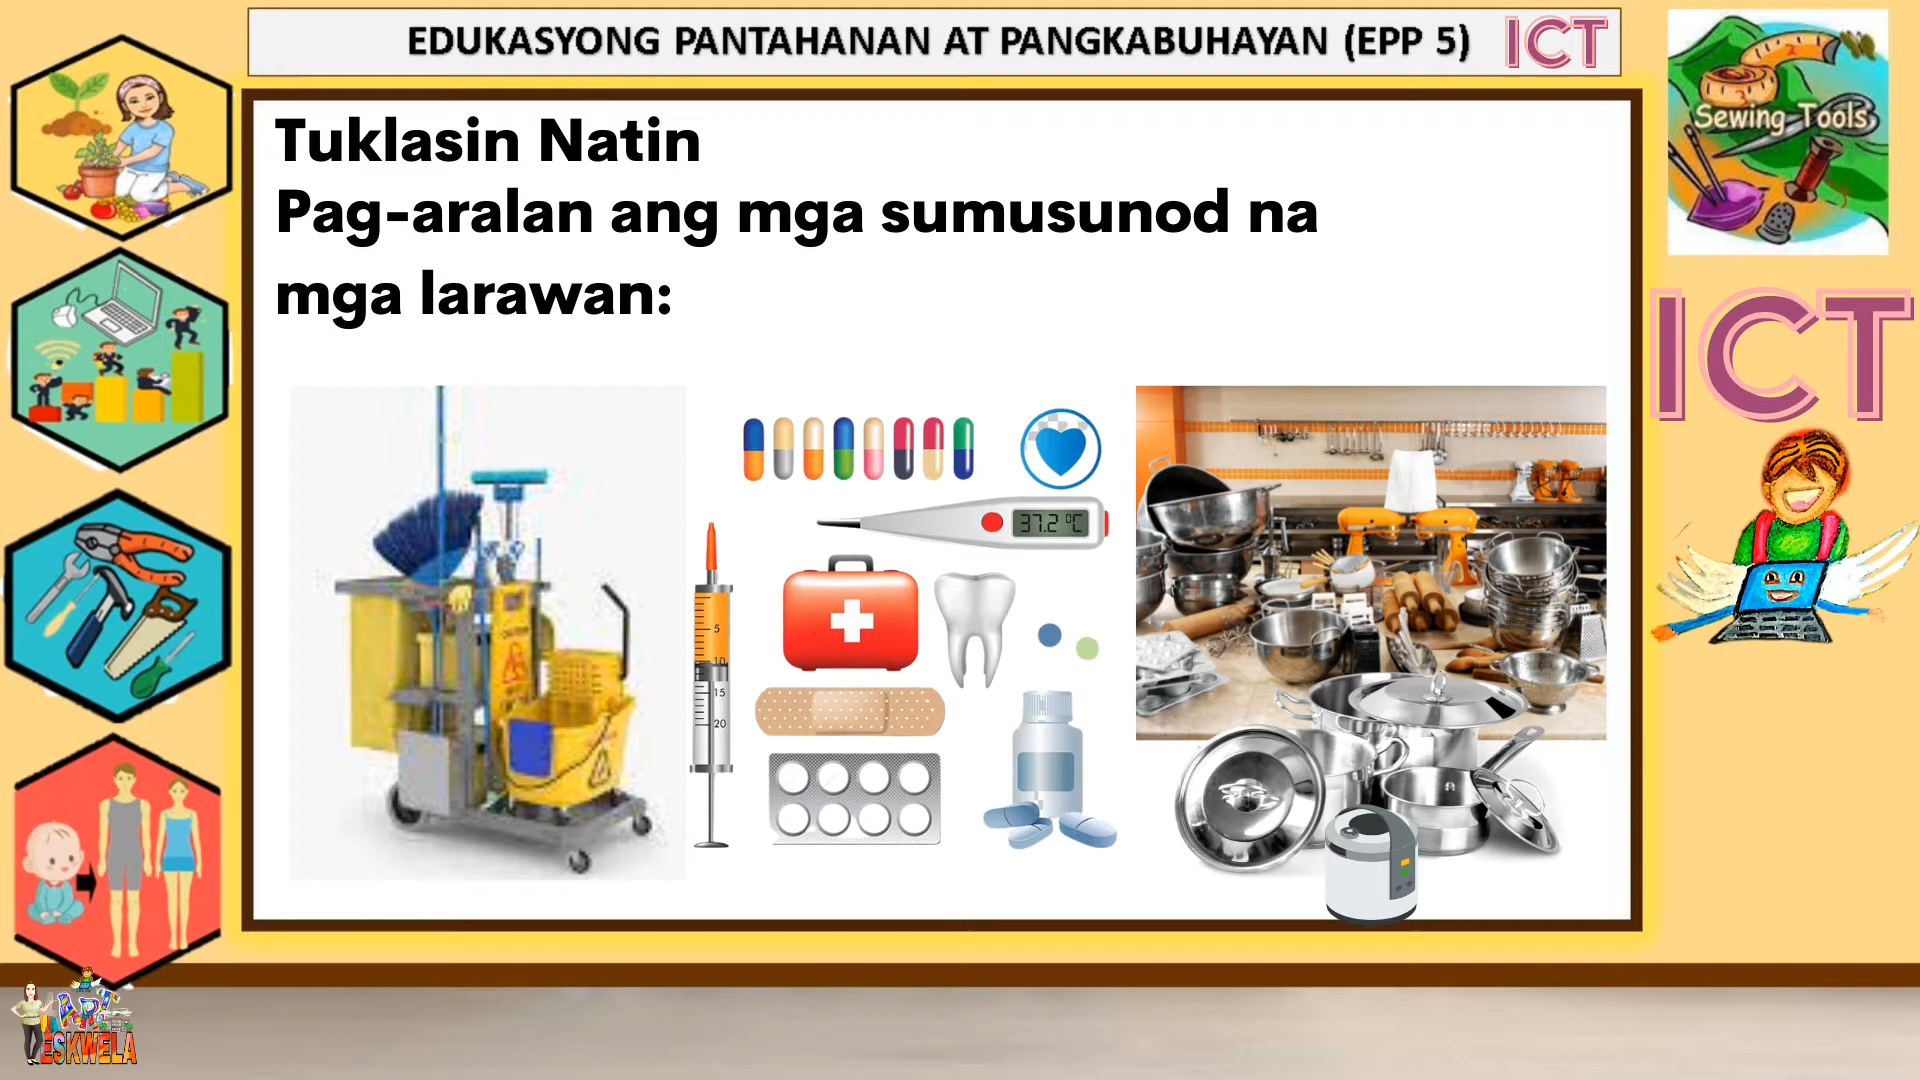 EDUKASYONG PANTAHANAN AT PANGKABUHAYAN (EPP 5) ICT
Tuklasin Natin
Pag-aralan ang mga sumusunod na
mga larawan:
Sewing Tools
ICT
37.2 °C
5
10
15
20
ART
ESKWELA